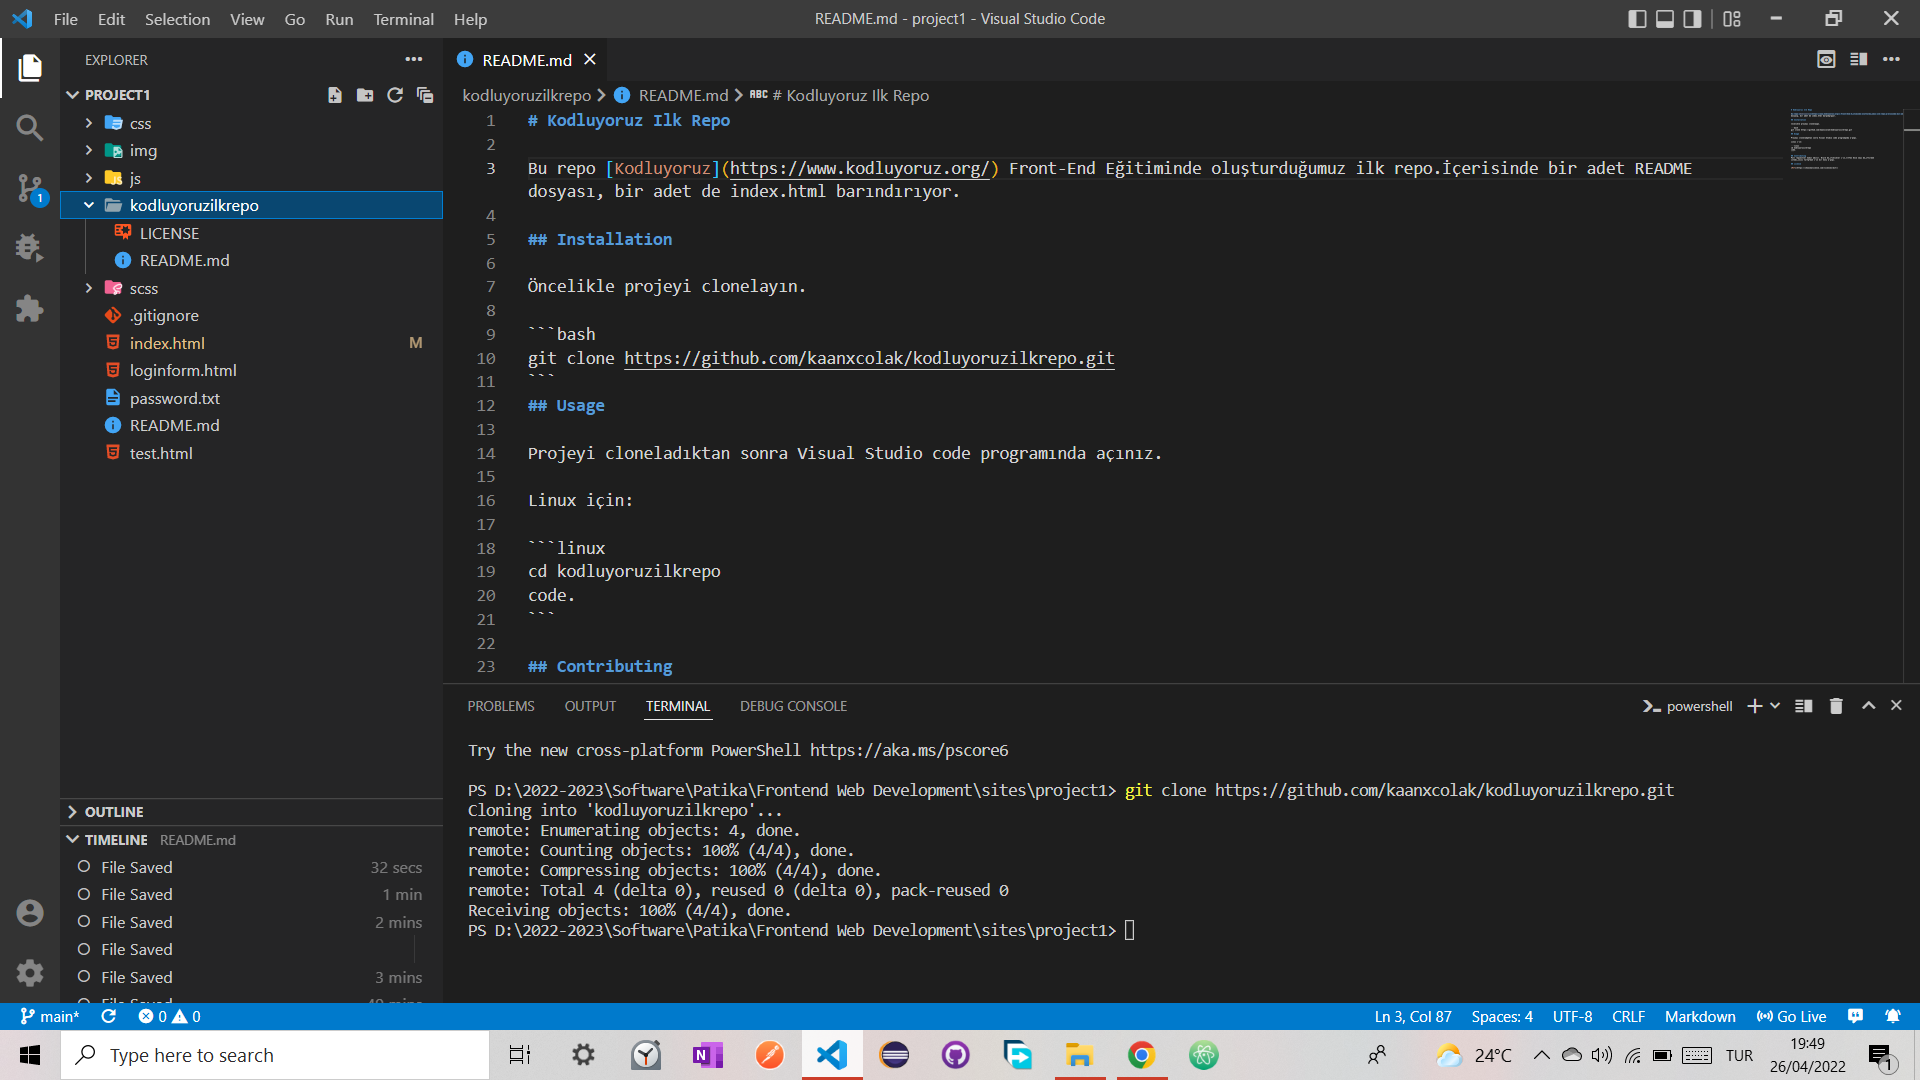 File Edit Selection View Go Run Terminal Help
README.md - project1 - Visual Studio Code
EXPLORER
PROJECT1
css
img
js
kodluyoruzilkrepo
LICENSE
README.md
scss
.gitignore
index.html M
loginform.html
password.txt
README.md
test.html
OUTLINE
TIMELINE README.md
File Saved 32 secs
File Saved 1 min
File Saved 2 mins
File Saved
File Saved 3 mins
1
README.md
kodluyoruzilkrepo > README.md > # Kodluyoruz Ilk Repo
1 # Kodluyoruz Ilk Repo
2
3 Bu repo [Kodluyoruz](https://www.kodluyoruz.org/) Front-End Eğitiminde oluşturduğumuz ilk repo.İçerisinde bir adet README
dosyası, bir adet de index.html barındırıyor.
4
5 ## Installation
6
7 Öncelikle projeyi clonelayın.
8
9 ```bash
10 git clone https://github.com/kaanxcolak/kodluyoruzilkrepo.git
11 ```
12 ## Usage
13
14 Projeyi cloneladıktan sonra Visual Studio code programında açınız.
15
16 Linux için:
17
18 ```linux
19 cd kodluyoruzilkrepo
20 code.
21 ```
22
23 ## Contributing
PROBLEMS OUTPUT TERMINAL DEBUG CONSOLE
powershell
Try the new cross-platform PowerShell https://aka.ms/pscore6
PS D:\2022-2023\Software\Patika\Frontend Web Development\sites\project1> git clone https://github.com/kaanxcolak/kodluyoruzilkrepo.git
Cloning into 'kodluyoruzilkrepo'...
remote: Enumerating objects: 4, done.
remote: Counting objects: 100% (4/4), done.
remote: Compressing objects: 100% (4/4), done.
remote: Total 4 (delta 0), reused 0 (delta 0), pack-reused 0
Receiving objects: 100% (4/4), done.
PS D:\2022-2023\Software\Patika\Frontend Web Development\sites\project1>
main* 0 0
Ln 3, Col 87 Spaces: 4 UTF-8 CRLF Markdown Go Live
Type here to search
24°C
TUR
19:49
26/04/2022
1